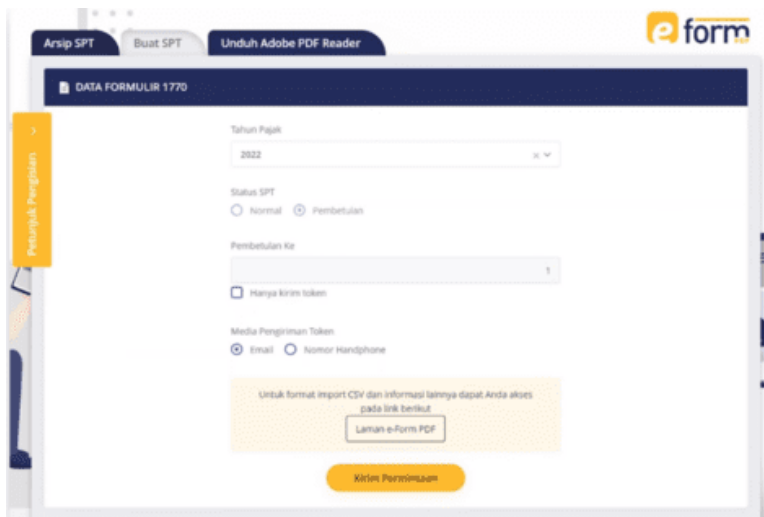 Arsip SPT
Buat SPT
Unduh Adobe PDF Reader
e form
PDF
DATA FORMULIR 1770
Petunjuk Pengisian
Tahun Pajak
2022
Status SPT
Normal
Pembetulan
Pembetulan Ke
1
Hanya kirim token
Media Pengiriman Token
Email
Nomor Handphone
Untuk format import CSV dan informasi lainnya dapat Anda akses
pada link berikut
Laman e-Form PDF
Kirim Permintaan